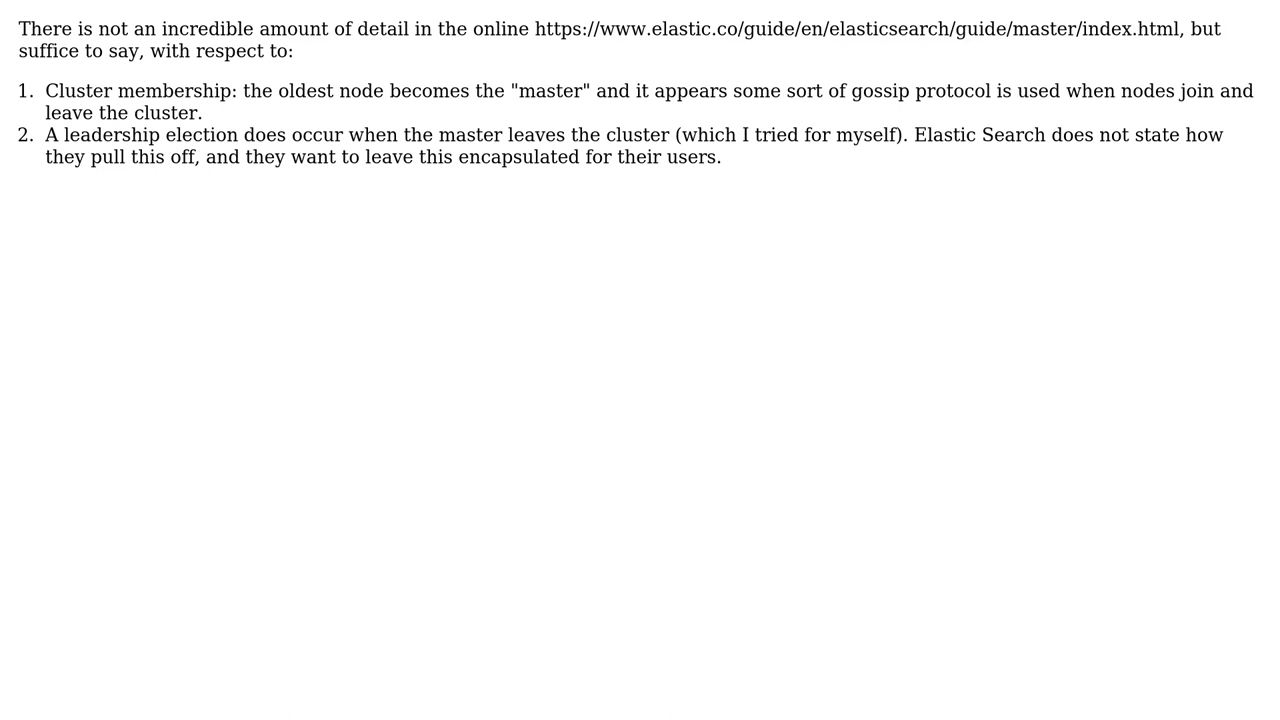 There is not an incredible amount of detail in the online https://www.elastic.co/guide/en/elasticsearch/guide/master/index.html, but
suffice to say, with respect to:
1. Cluster membership: the oldest node becomes the "master" and it appears some sort of gossip protocol is used when nodes join and
leave the cluster.
2. A leadership election does occur when the master leaves the cluster (which I tried for myself). Elastic Search does not state how
they pull this off, and they want to leave this encapsulated for their users.